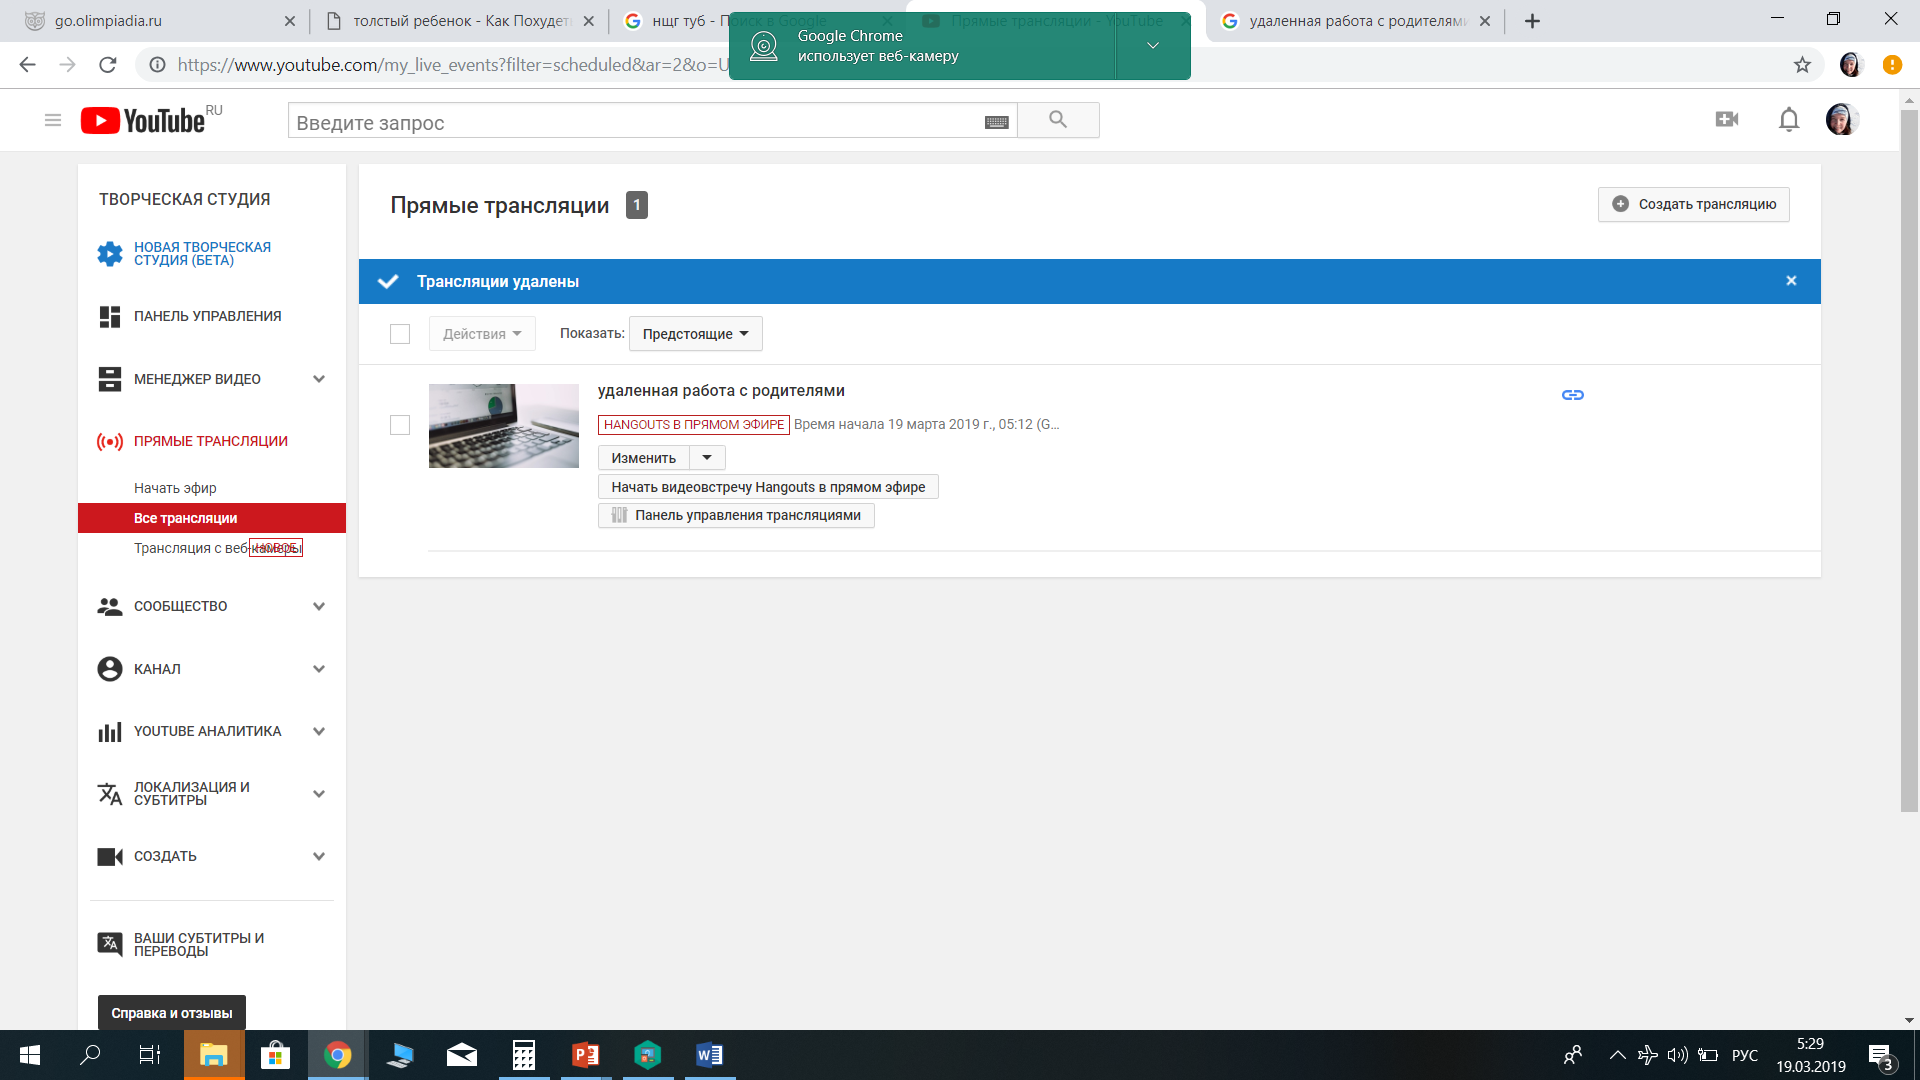 go.olimpiadia.ru
толстый ребенок - Как Похудет
нщг туб - Поиск в Google
Прямые трансляции - YouTube
удаленная работа с родителями
Google Chrome
использует веб-камеру
https://www.youtube.com/my_live_events?filter=scheduled&ar=2&o=U
YouTube RU
Введите запрос
ТВОРЧЕСКАЯ СТУДИЯ
НОВАЯ ТВОРЧЕСКАЯ
СТУДИЯ (БЕТА)
ПАНЕЛЬ УПРАВЛЕНИЯ
МЕНЕДЖЕР ВИДЕО
ПРЯМЫЕ ТРАНСЛЯЦИИ
Начать эфир
Все трансляции
Трансляция с веб-камеры
НОВОЕ
СООБЩЕСТВО
КАНАЛ
YOUTUBE АНАЛИТИКА
ЛОКАЛИЗАЦИЯ И
СУБТИТРЫ
СОЗДАТЬ
ВАШИ СУБТИТРЫ И
ПЕРЕВОДЫ
Справка и отзывы
Прямые трансляции 1
Создать трансляцию
Трансляции удалены
Действия
Показать: Предстоящие
удаленная работа с родителями
HANGOUTS В ПРЯМОМ ЭФИРЕ Время начала 19 марта 2019 г., 05:12 (G...
Изменить
Начать видеовстречу Hangouts в прямом эфире
Панель управления трансляциями
РУС
5:29
19.03.2019
3